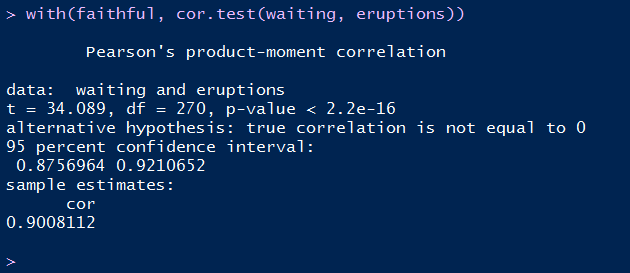 > with(faithful, cor.test(waiting, eruptions))
Pearson's product-moment correlation
data:  waiting and eruptions
t = 34.089, df = 270, p-value < 2.2e-16
alternative hypothesis: true correlation is not equal to 0
95 percent confidence interval:
0.8756964 0.9210652
sample estimates:
cor
0.9008112
>